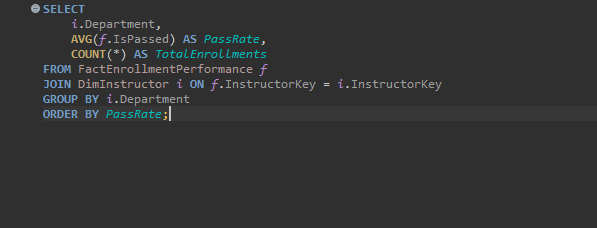 SELECT
i.Department,
AVG(f.IsPassed) AS PassRate,
COUNT(*) AS TotalEnrollments
FROM FactEnrollmentPerformance f
JOIN DimInstructor i ON f.InstructorKey = i.InstructorKey
GROUP BY i.Department
ORDER BY PassRate;